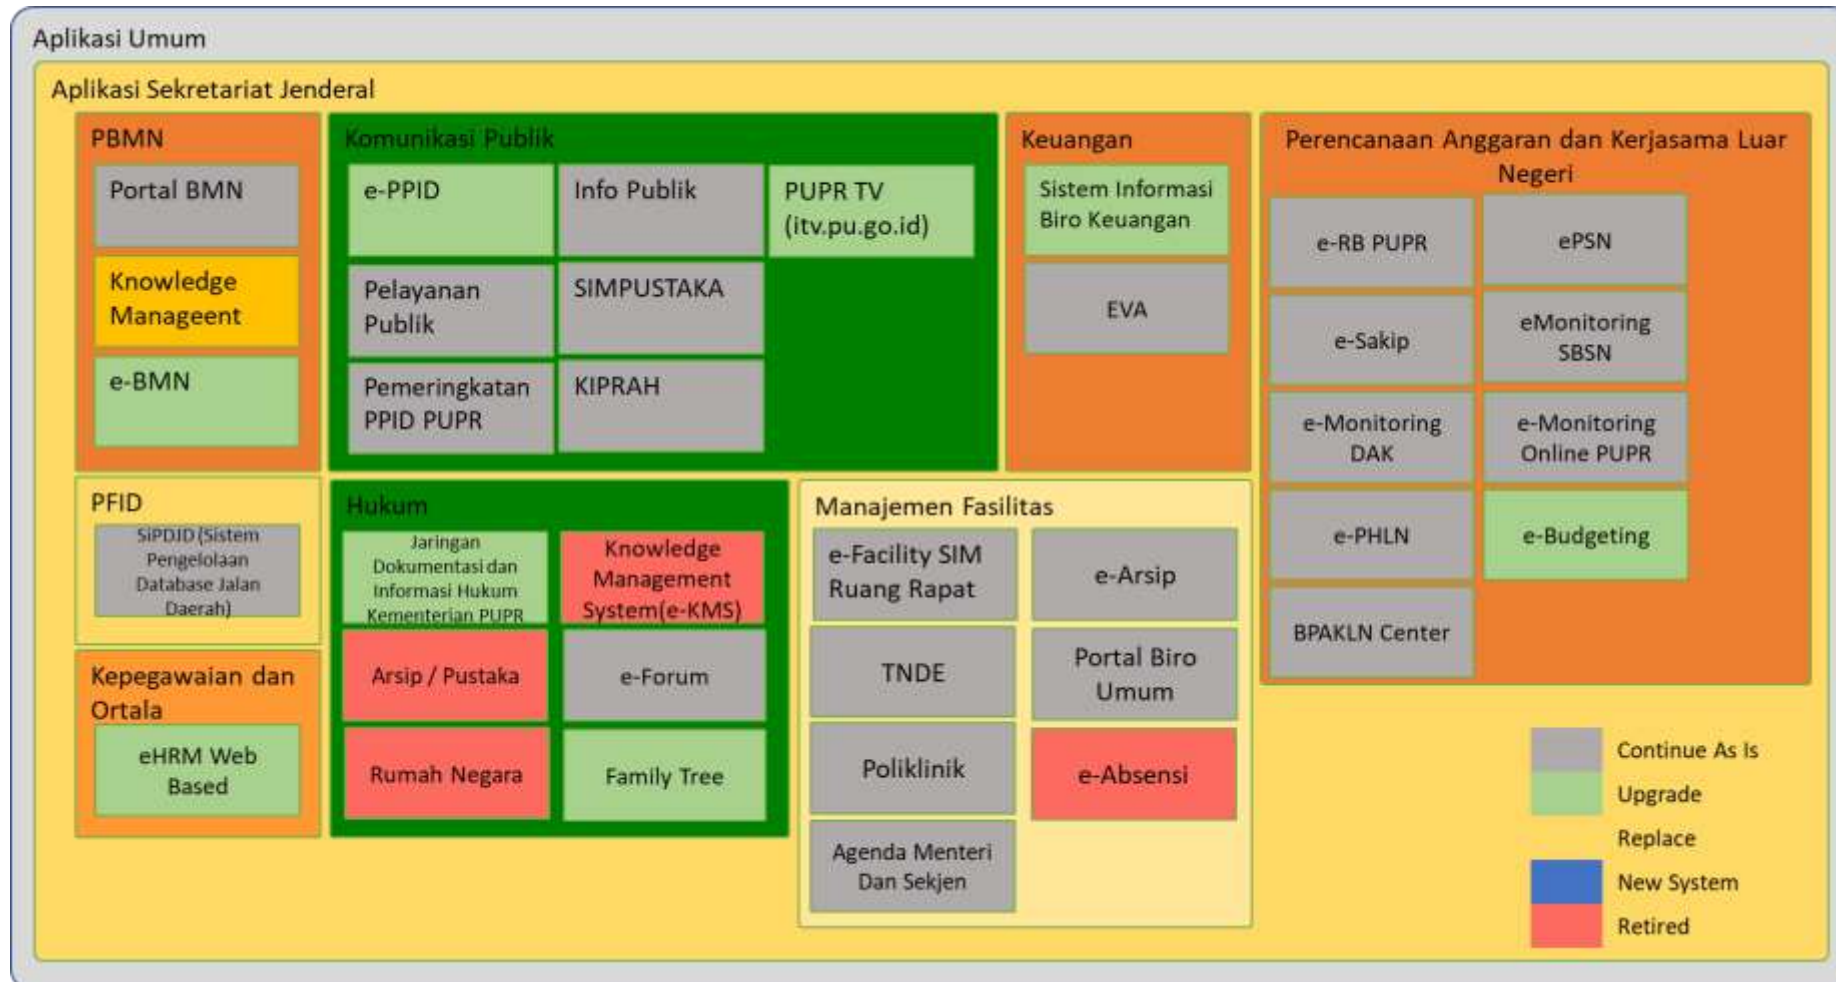 Aplikasi Umum
Aplikasi Sekretariat Jenderal
PBMN
Portal BMN
Knowledge
Manageent
e-BMN
Komunikasi Publik
e-PPID
Info Publik
PUPR TV
(itv.pu.go.id)
Pelayanan
Publik
SIMPUSTAKA
Pemeringkatan
PPID PUPR
KIPRAH
Keuangan
Sistem Informasi
Biro Keuangan
EVA
Perencanaan Anggaran dan Kerjasama Luar
Negeri
e-RB PUPR
ePSN
e-Sakip
eMonitoring
SBSN
e-Monitoring
DAK
e-Monitoring
Online PUPR
e-PHLN
e-Budgeting
BPAKLN Center
PFID
SiPDJD (Sistem
Pengelolaan
Database Jalan
Daerah)
Kepegawaian dan
Ortala
eHRM Web
Based
Hukum
Jaringan
Dokumentasi dan
Informasi Hukum
Kementerian PUPR
Knowledge
Management
System(e-KMS)
Arsip / Pustaka
e-Forum
Rumah Negara
Family Tree
Manajemen Fasilitas
e-Facility SIM
Ruang Rapat
e-Arsip
TNDE
Portal Biro
Umum
Poliklinik
e-Absensi
Agenda Menteri
Dan Sekjen
Continue As Is
Upgrade
Replace
New System
Retired